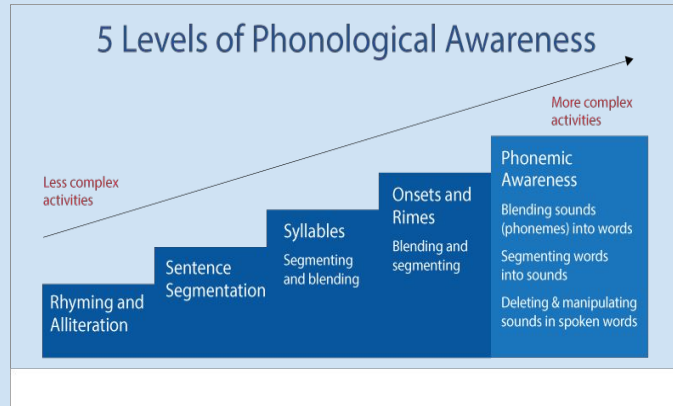 5 Levels of Phonological Awareness
More complex
activities
Less complex
activities
Rhyming and
Alliteration
Sentence
Segmentation
Syllables
Segmenting
and blending
Onsets and
Rimes
Blending and
segmenting
Phonemic
Awareness
Blending sounds
(phonemes) into words
Segmenting words
into sounds
Deleting & manipulating
sounds in spoken words